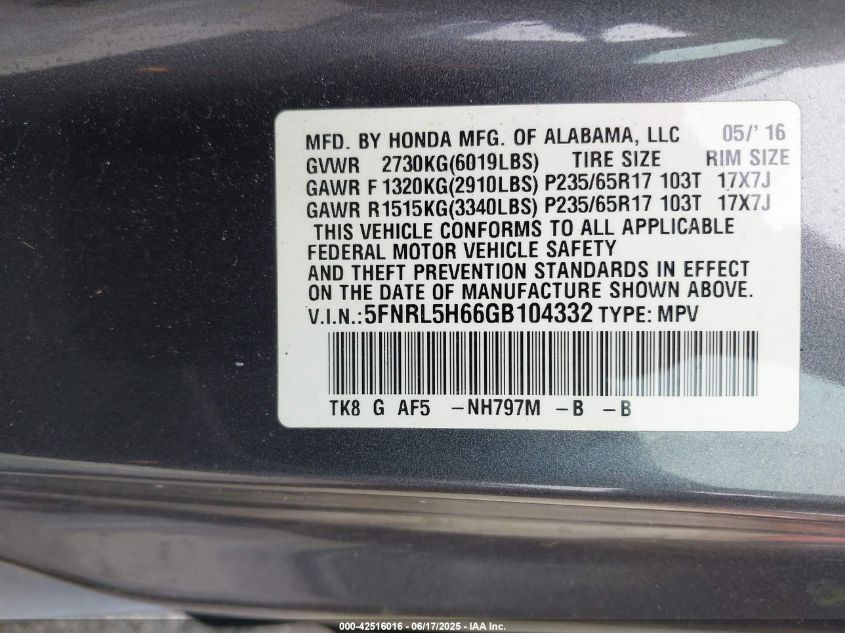 MFD. BY HONDA MFG. OF ALABAMA, LLC 05/' 16
GVWR 2730KG(6019LBS) TIRE SIZE RIM SIZE
GAWR F 1320KG(2910LBS) P235/65R17 103T 17X7J
GAWR R1515KG(3340LBS) P235/65R17 103T 17X7J
THIS VEHICLE CONFORMS TO ALL APPLICABLE
FEDERAL MOTOR VEHICLE SAFETY
AND THEFT PREVENTION STANDARDS IN EFFECT
ON THE DATE OF MANUFACTURE SHOWN ABOVE.
V.I.N.:5FNRL5H66GB104332 TYPE: MPV
TK8 G AF5 -NH797M -B -B
000-42516016 - 06/17/2025 - IAA Inc.